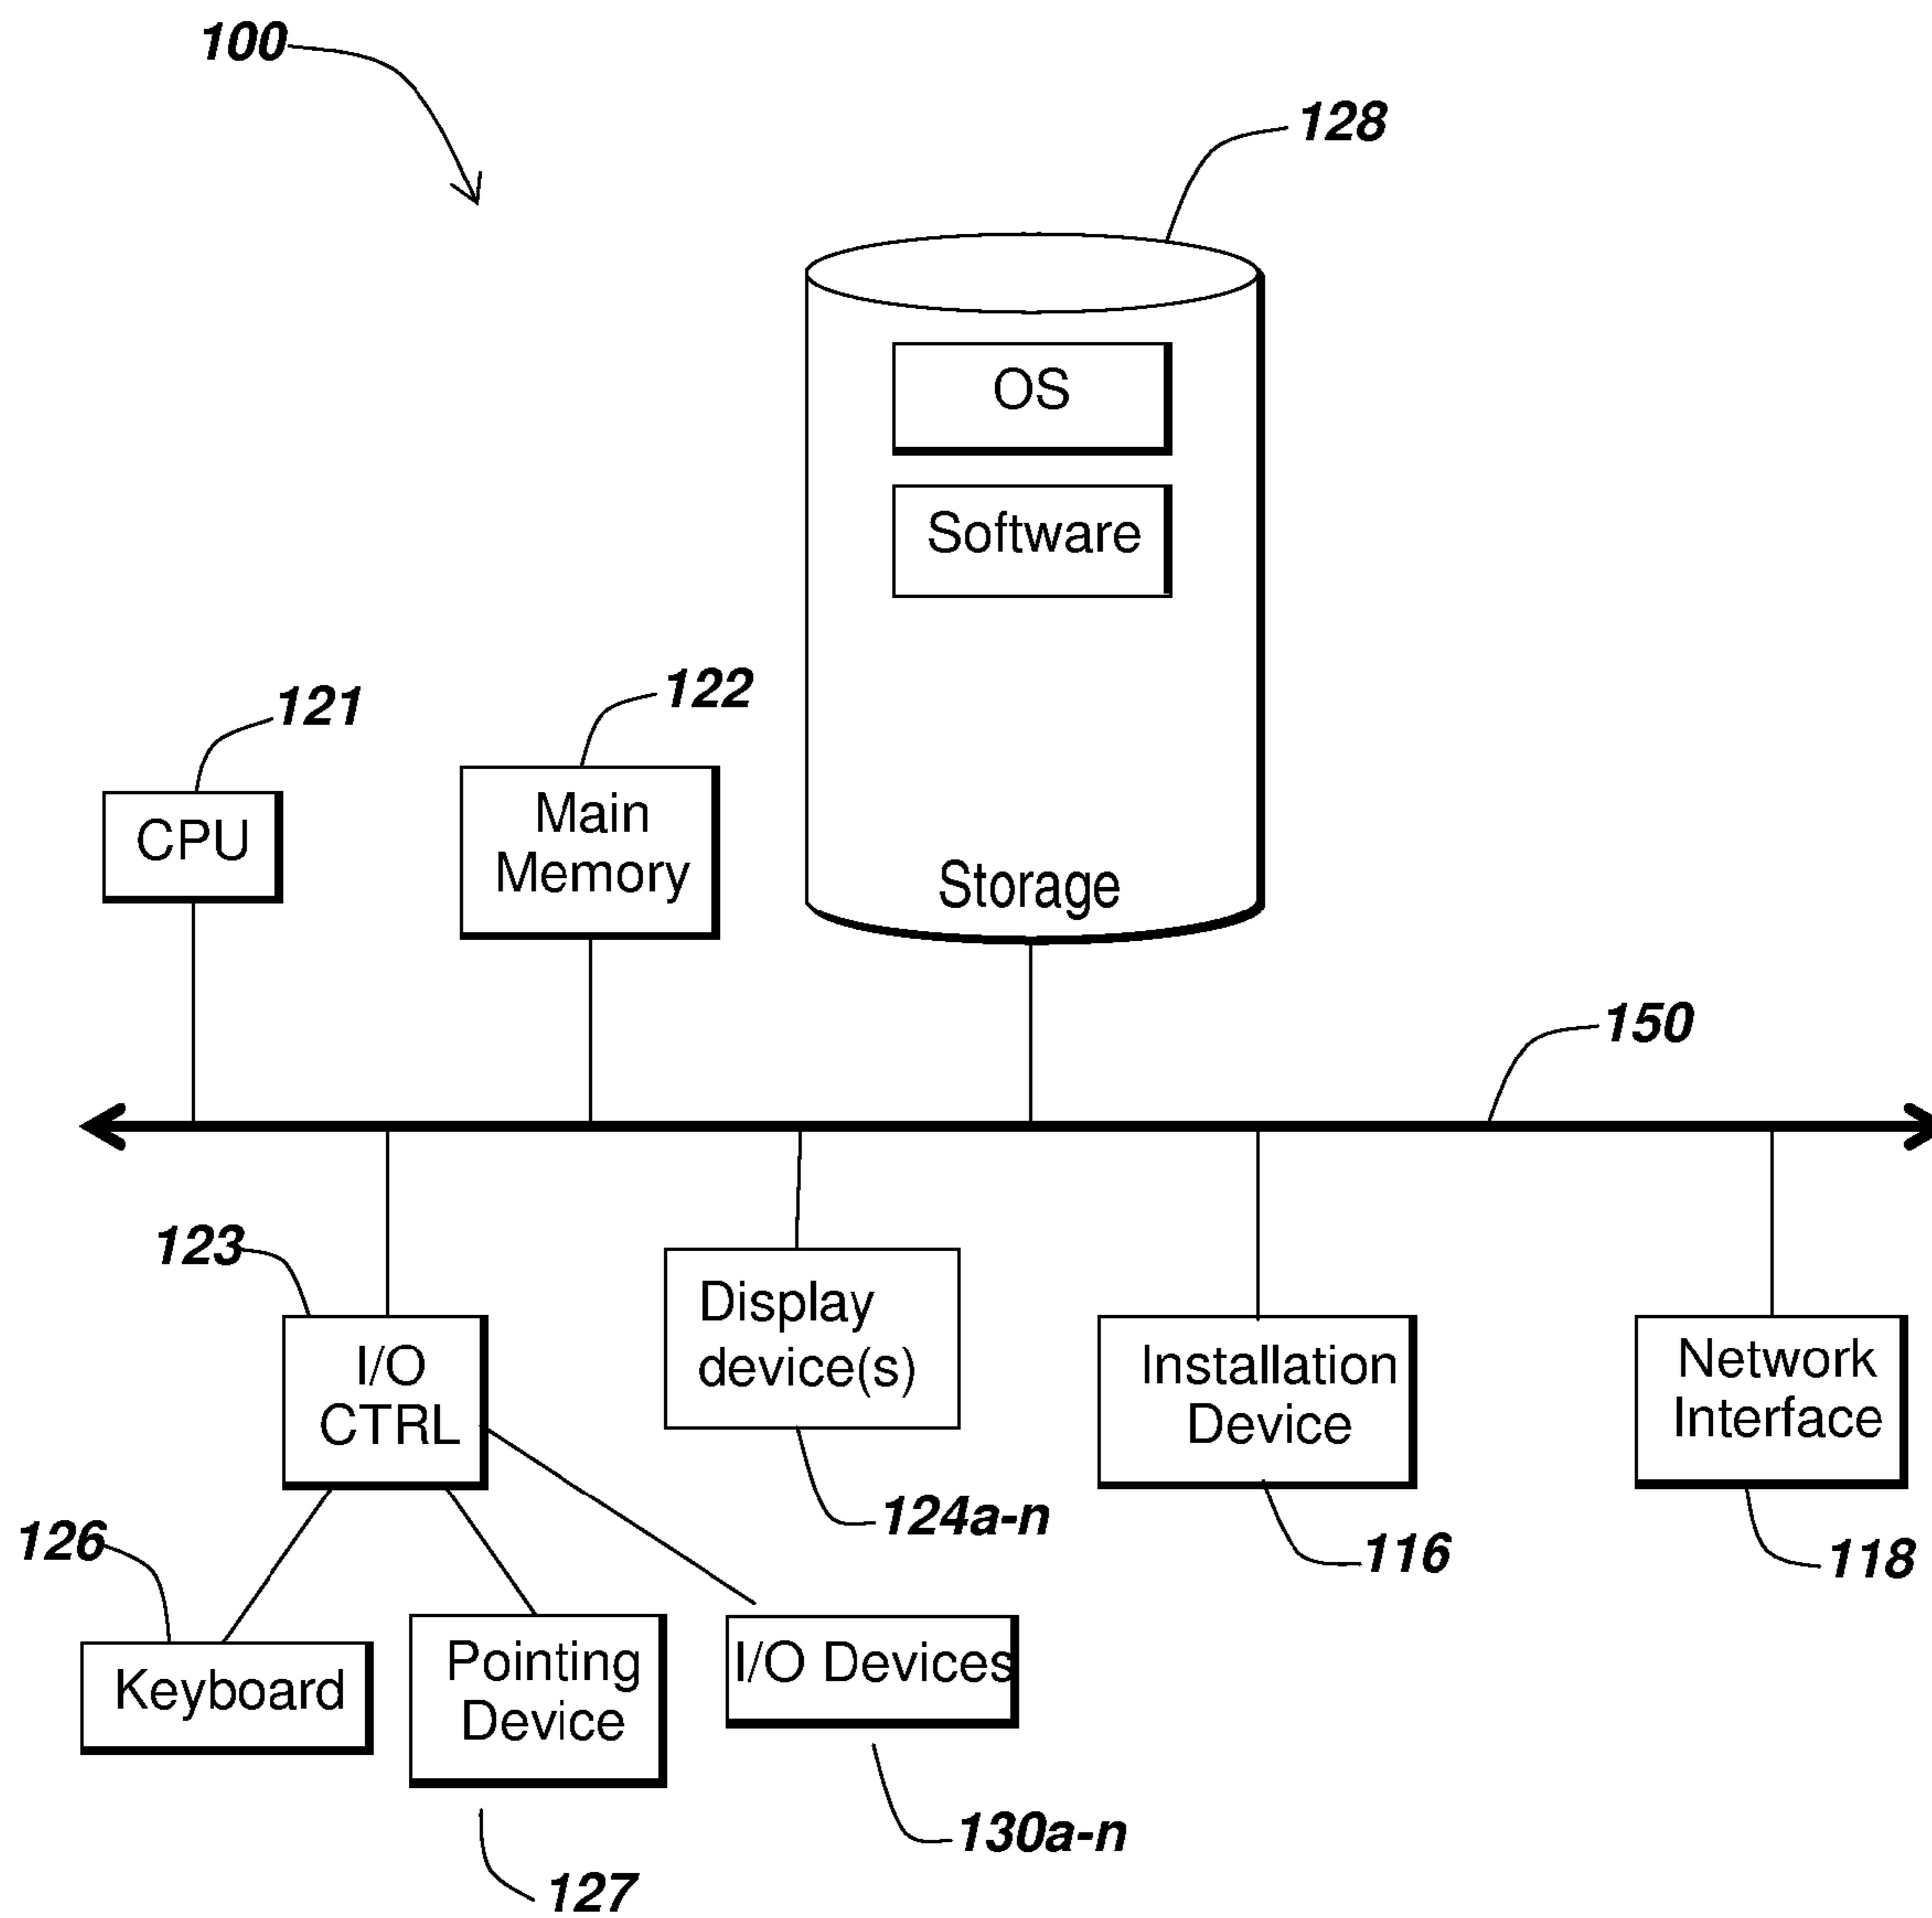 100
128
OS
Software
121
122
CPU
Main
Memory
Storage
150
123
I/O
CTRL
Display
device(s)
Installation
Device
Network
Interface
124a-n
116
118
126
Keyboard
Pointing
Device
I/O Devices
130a-n
127